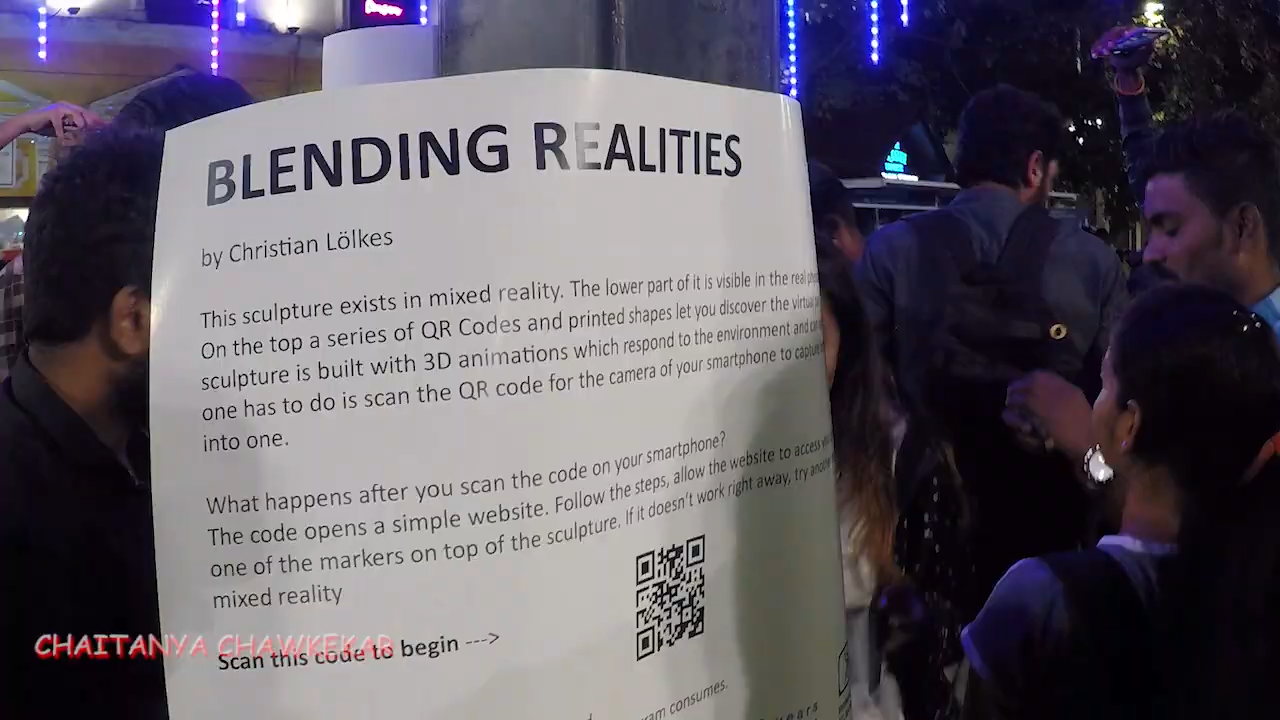 BLENDING REALITIES
by Christian Lölkes
This sculpture exists in mixed reality. The lower part of it is visible in the real
On the top a series of QR Codes and printed shapes let you discover the
sculpture is built with 3D animations which respond to the environment and
one has to do is scan the QR code for the camera of your smartphone to
into one.
What happens after you scan the code on your smartphone?
The code opens a simple website. Follow the steps, allow the website to access
one of the markers on top of the sculpture. If it doesn't work right away, try
mixed reality
Scan this code to begin --->
consumes.
CHAITANYA CHAWKEKAR